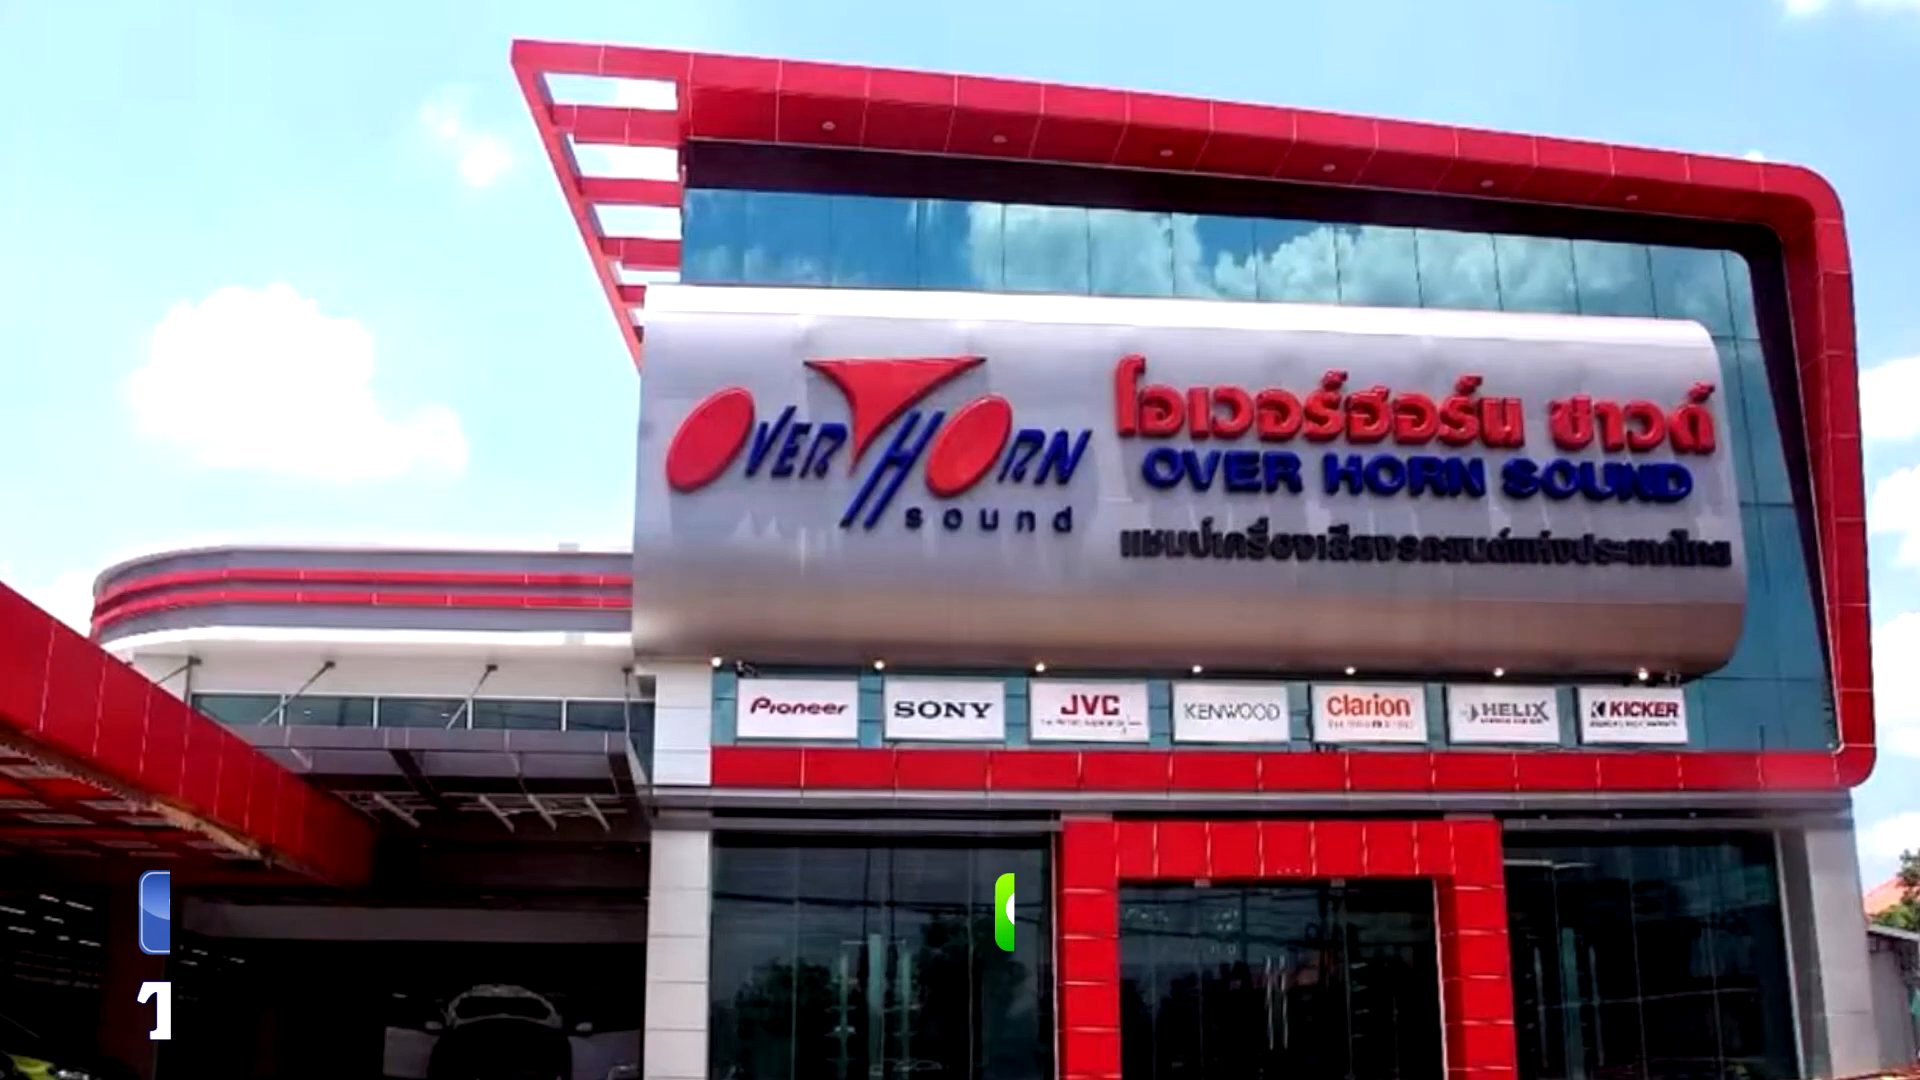 OVER HORN
sound
โอเวอร์ฮอร์น ซาวด์
OVER HORN SOUND
แชมป์เครื่องเสียงรถยนต์แห่งประเทศไทย
Pioneer
SONY
JVC
KENWOOD
Clarion
HELIX
KICKER